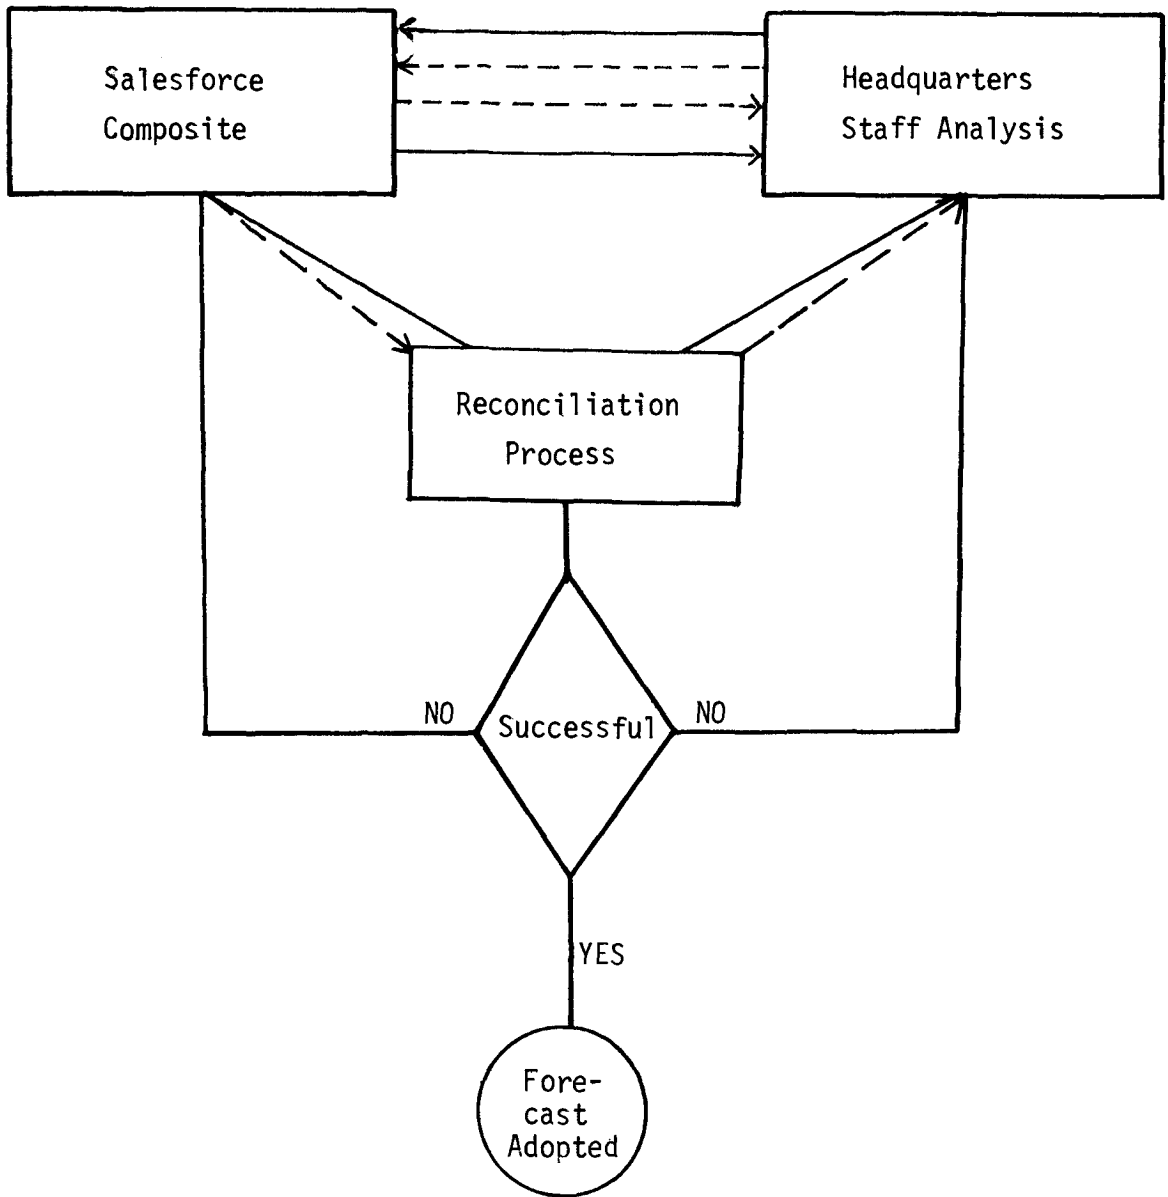 Salesforce
Composite
Headquarters
Staff Analysis
Reconciliation
Process
NO
Successful
NO
YES
Fore-
cast
Adopted